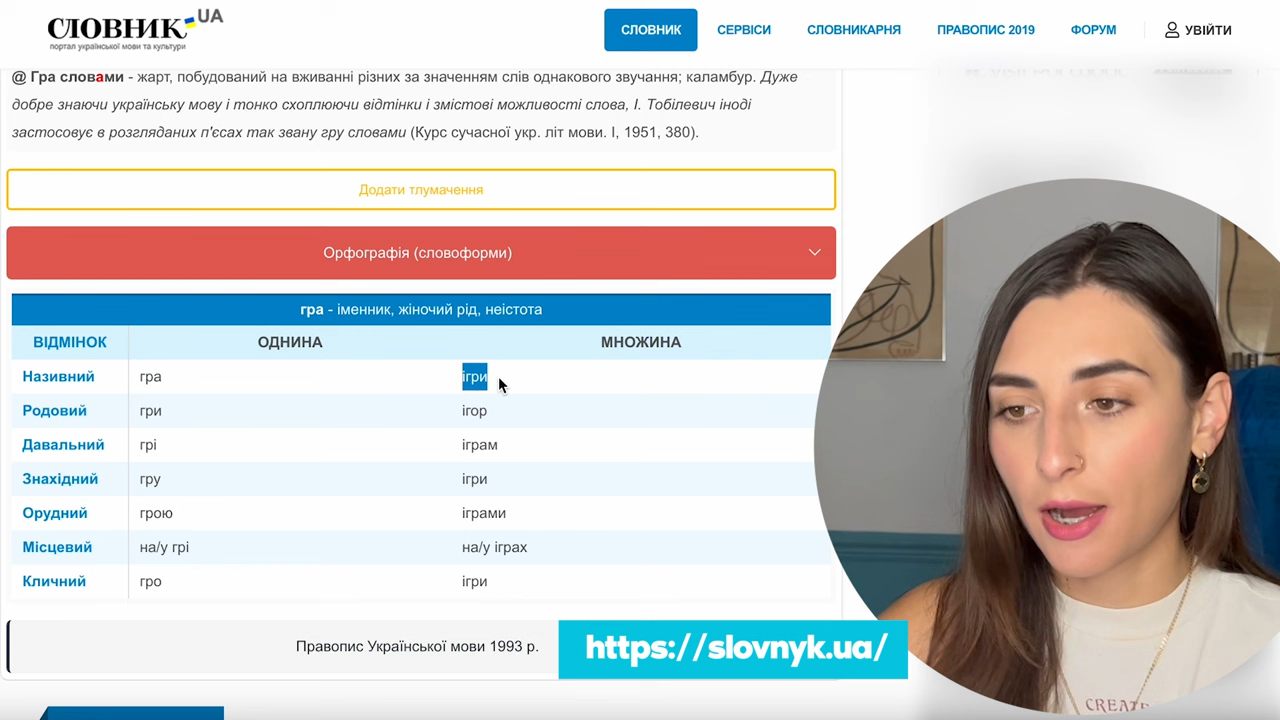 СЛОВНИК UA
портал української мови та культури
СЛОВНИК
СЕРВІСИ
СЛОВНИКАРНЯ
ПРАВОПИС 2019
ФОРУМ
УВІЙТИ
@ Гра словами - жарт, побудований на вживанні різних за значенням слів однакового звучання; каламбур. Дуже
добре знаючи українську мову і тонко схоплюючи відтінки і змістові можливості слова, І. Тобілевич іноді
застосовує в розгляданих п'єсах так звану гру словами (Курс сучасної укр. літ мови. І, 1951, 380).
Додати тлумачення
Орфографія (словоформи)
гра - іменник, жіночий рід, неістота
ВІДМІНОК ОДНИНА МНОЖИНА
Називний гра ігри
Родовий гри ігор
Давальний грі іграм
Знахідний гру ігри
Орудний грою іграми
Місцевий на/у грі на/у іграх
Кличний гро ігри
Правопис Української мови 1993 р.
https://slovnyk.ua/
CREATE